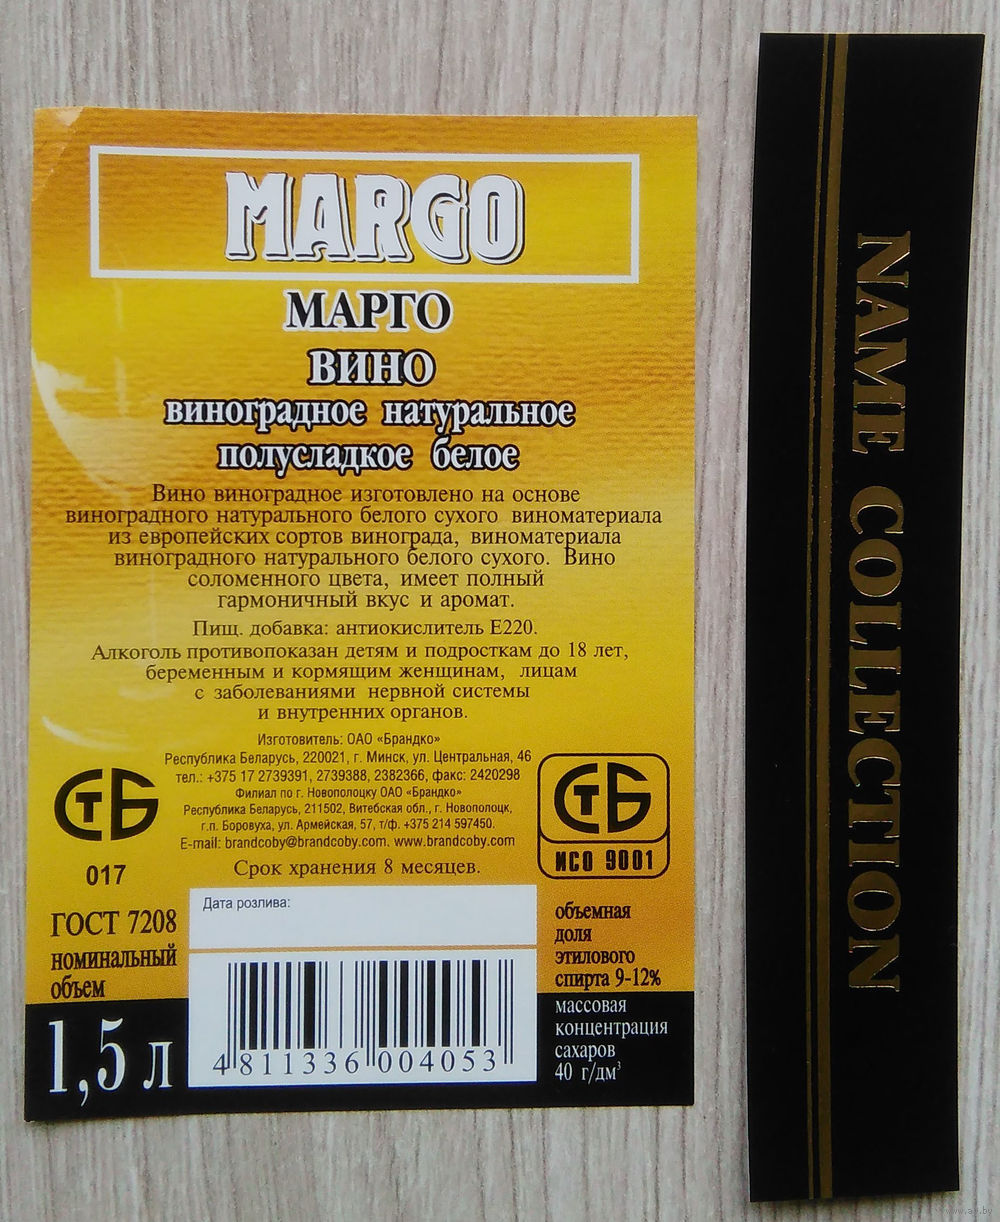 MARGO
МАРГО
ВИНО
виноградное натуральное
полусладкое белое
Вино виноградное изготовлено на основе
виноградного натурального белого сухого виноматериала
из европейских сортов винограда, виноматериала
виноградного натурального белого сухого. Вино
соломенного цвета, имеет полный
гармоничный вкус и аромат.
Пищ. добавка: антиокислитель Е220.
Алкоголь противопоказан детям и подросткам до 18 лет,
беременным и кормящим женщинам, лицам
с заболеваниями нервной системы
и внутренних органов.
Изготовитель: ОАО «Брандко»
Республика Беларусь, 220021, г. Минск, ул. Центральная, 46
тел.: +375 17 2739391, 2739388, 2382366, факс: 2420298
Филиал по г. Новополоцку ОАО «Брандко»
Республика Беларусь, 211502, Витебская обл., г. Новополоцк,
г.п. Боровуха, ул. Армейская, 57, т/ф. +375 214 597450.
E-mail: brandcoby@brandcoby.com. www.brandcoby.com
Срок хранения 8 месяцев.
СТБ
017
СТБ
ИСО 9001
ГОСТ 7208
номинальный
объем
1,5 л
Дата розлива:
4 811336 004053
объемная
доля
этилового
спирта 9-12%
массовая
концентрация
сахаров
40 г/дм³
NAME COLLECTION
www.ay.by